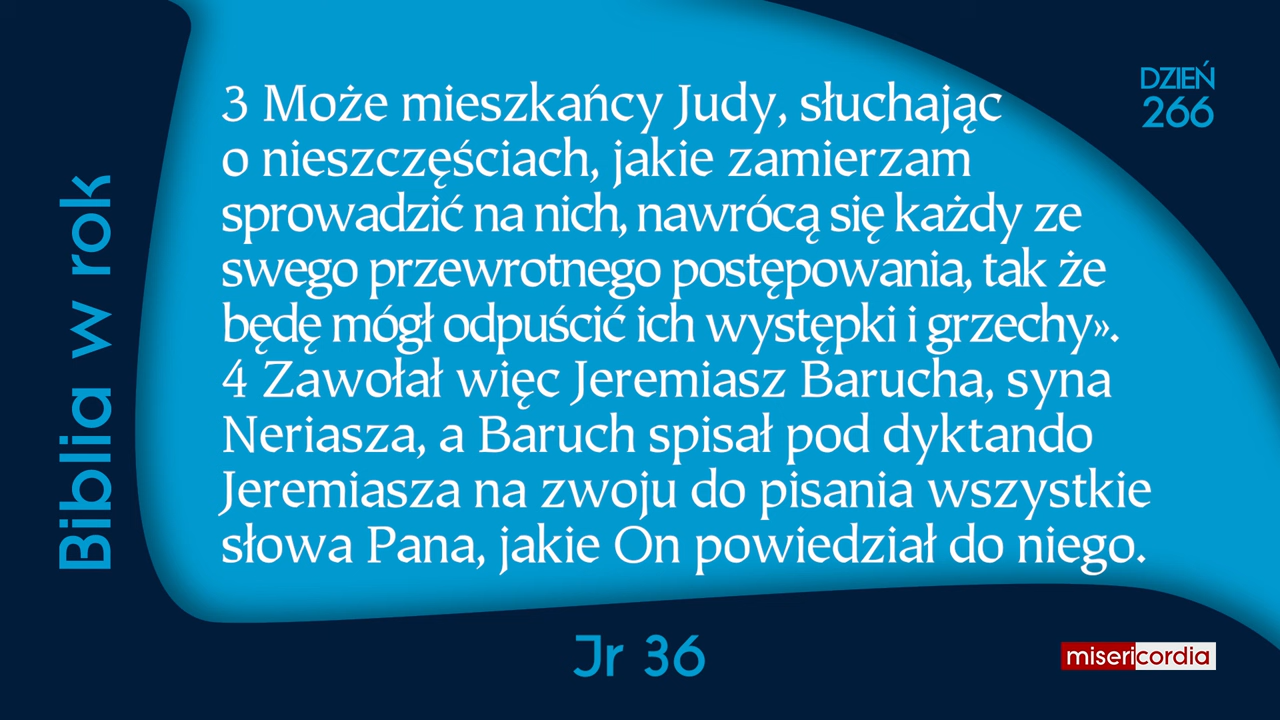 DZIEŃ
266
3 Może mieszkańcy Judy, słuchając
o nieszczęściach, jakie zamierzam
sprowadzić na nich, nawrócą się każdy ze
swego przewrotnego postępowania, tak że
będę mógł odpuścić ich występki i grzechy».
4 Zawołał więc Jeremiasz Barucha, syna
Neriasza, a Baruch spisał pod dyktando
Jeremiasza na zwoju do pisania wszystkie
słowa Pana, jakie On powiedział do niego.
Biblia w rok
Jr 36
misericordia